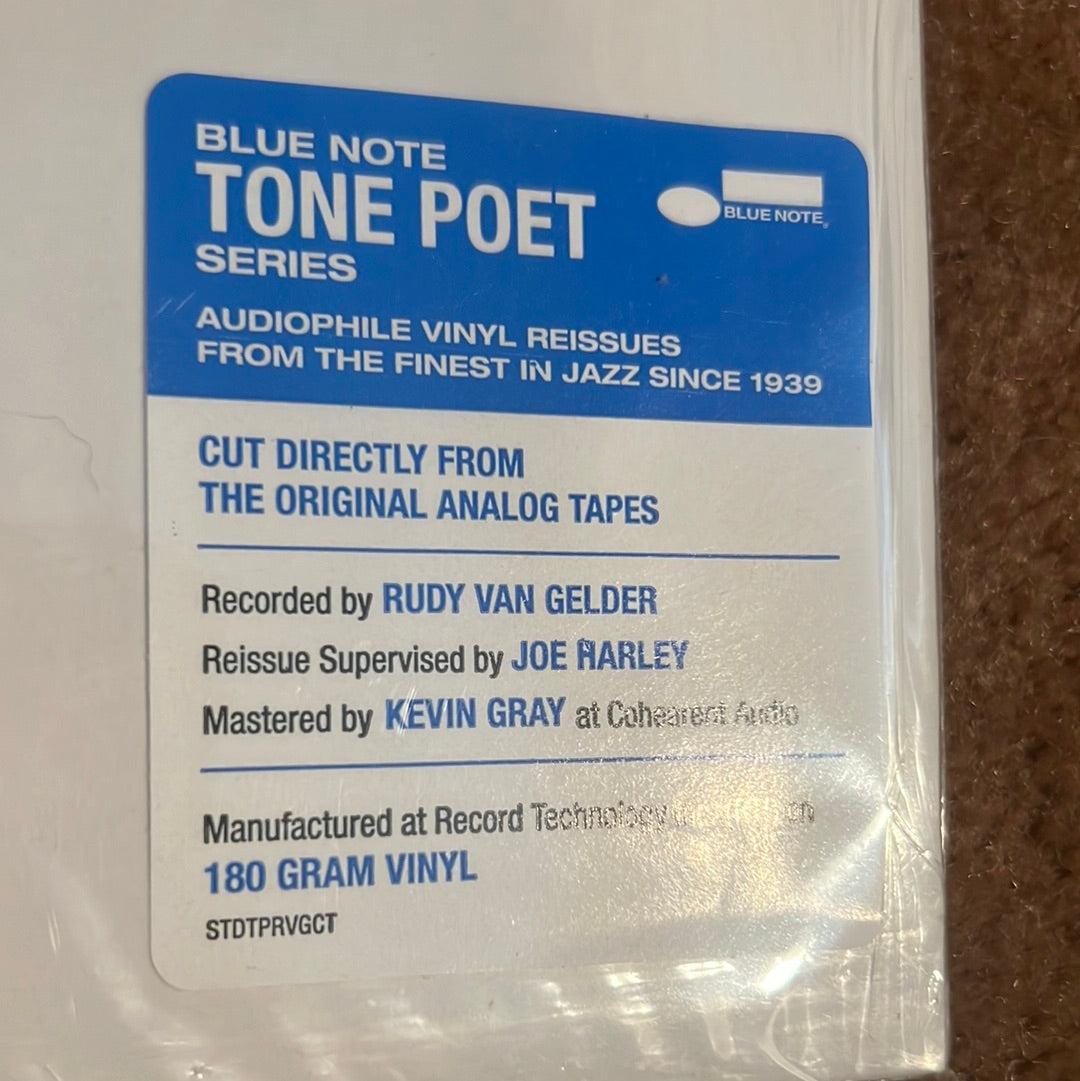 BLUE NOTE
TONE POET
SERIES
BLUE NOTE
AUDIOPHILE VINYL REISSUES
FROM THE FINEST IN JAZZ SINCE 1939
CUT DIRECTLY FROM
THE ORIGINAL ANALOG TAPES
Recorded by RUDY VAN GELDER
Reissue Supervised by JOE HARLEY
Mastered by KEVIN GRAY at Cohearent Audio
Manufactured at Record Technology
180 GRAM VINYL
STDTPRVGCT